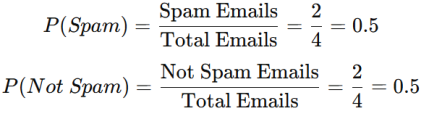 P(Spam) = Spam Emails / Total Emails = 2/4 = 0.5
P(Not Spam) = Not Spam Emails / Total Emails = 2/4 = 0.5